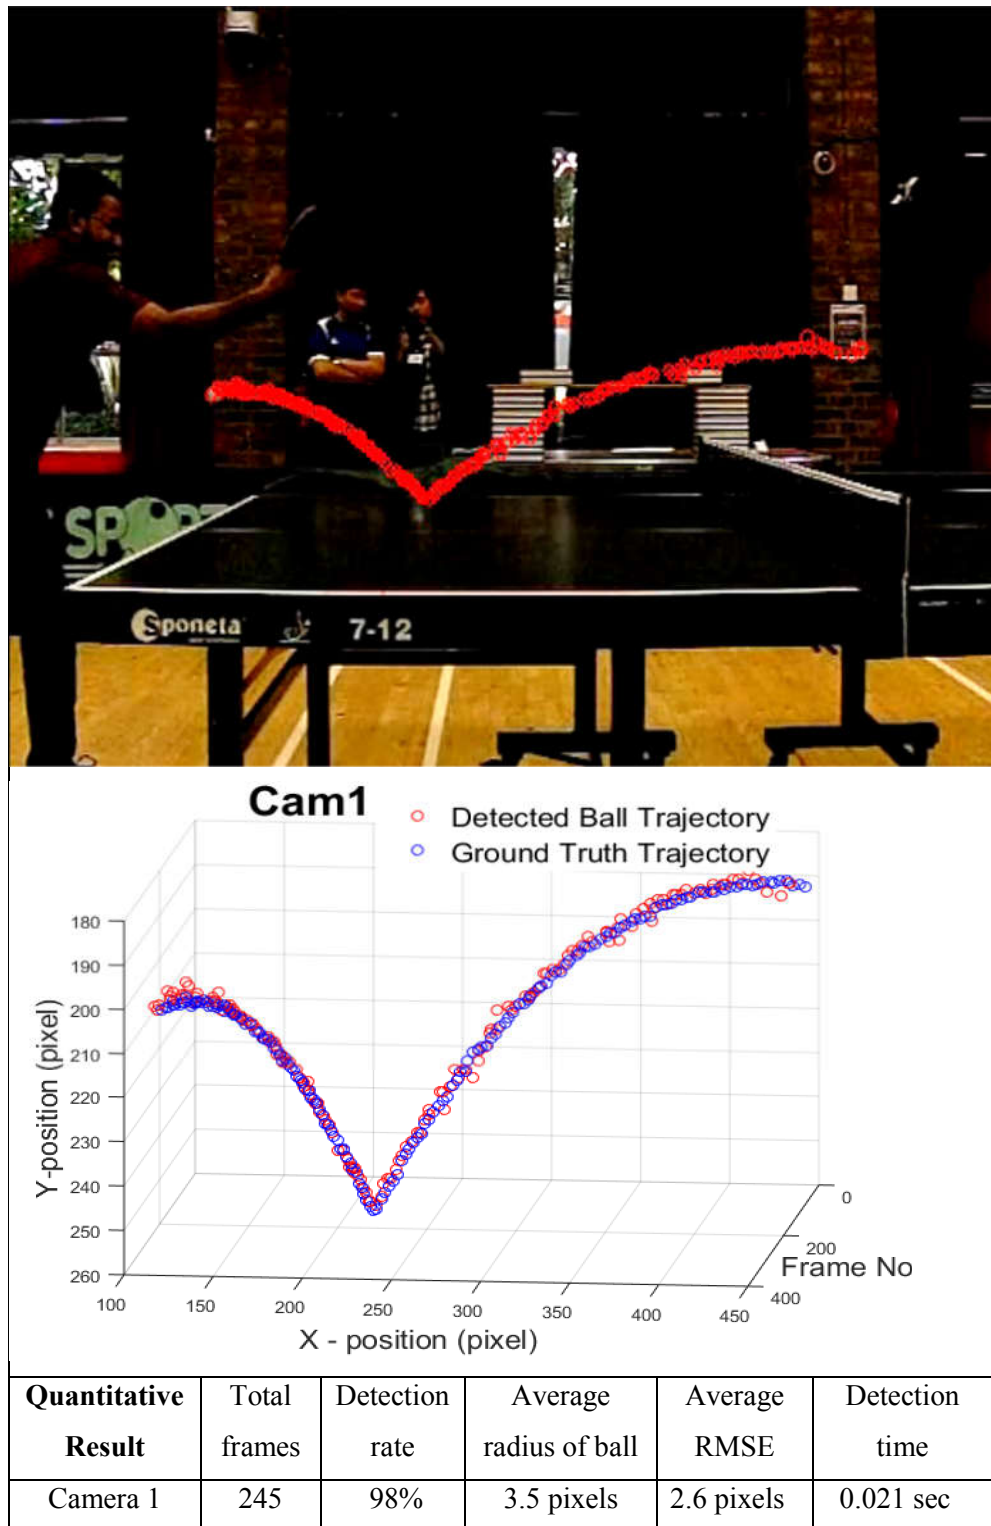 SPORT
Sponeta
7-12
Cam1
Detected Ball Trajectory
Ground Truth Trajectory
180
190
200
210
220
230
240
250
260
Y-position (pixel)
100
150
200
250
300
350
400
450
X - position (pixel)
0
200
400
Frame No
Quantitative Result | Total frames | Detection rate | Average radius of ball | Average RMSE | Detection time
Camera 1 | 245 | 98% | 3.5 pixels | 2.6 pixels | 0.021 sec